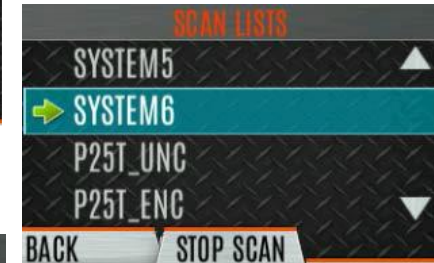 SCAN LISTS
SYSTEM5
SYSTEM6
P25T_UNC
P25T_ENC
BACK STOP SCAN